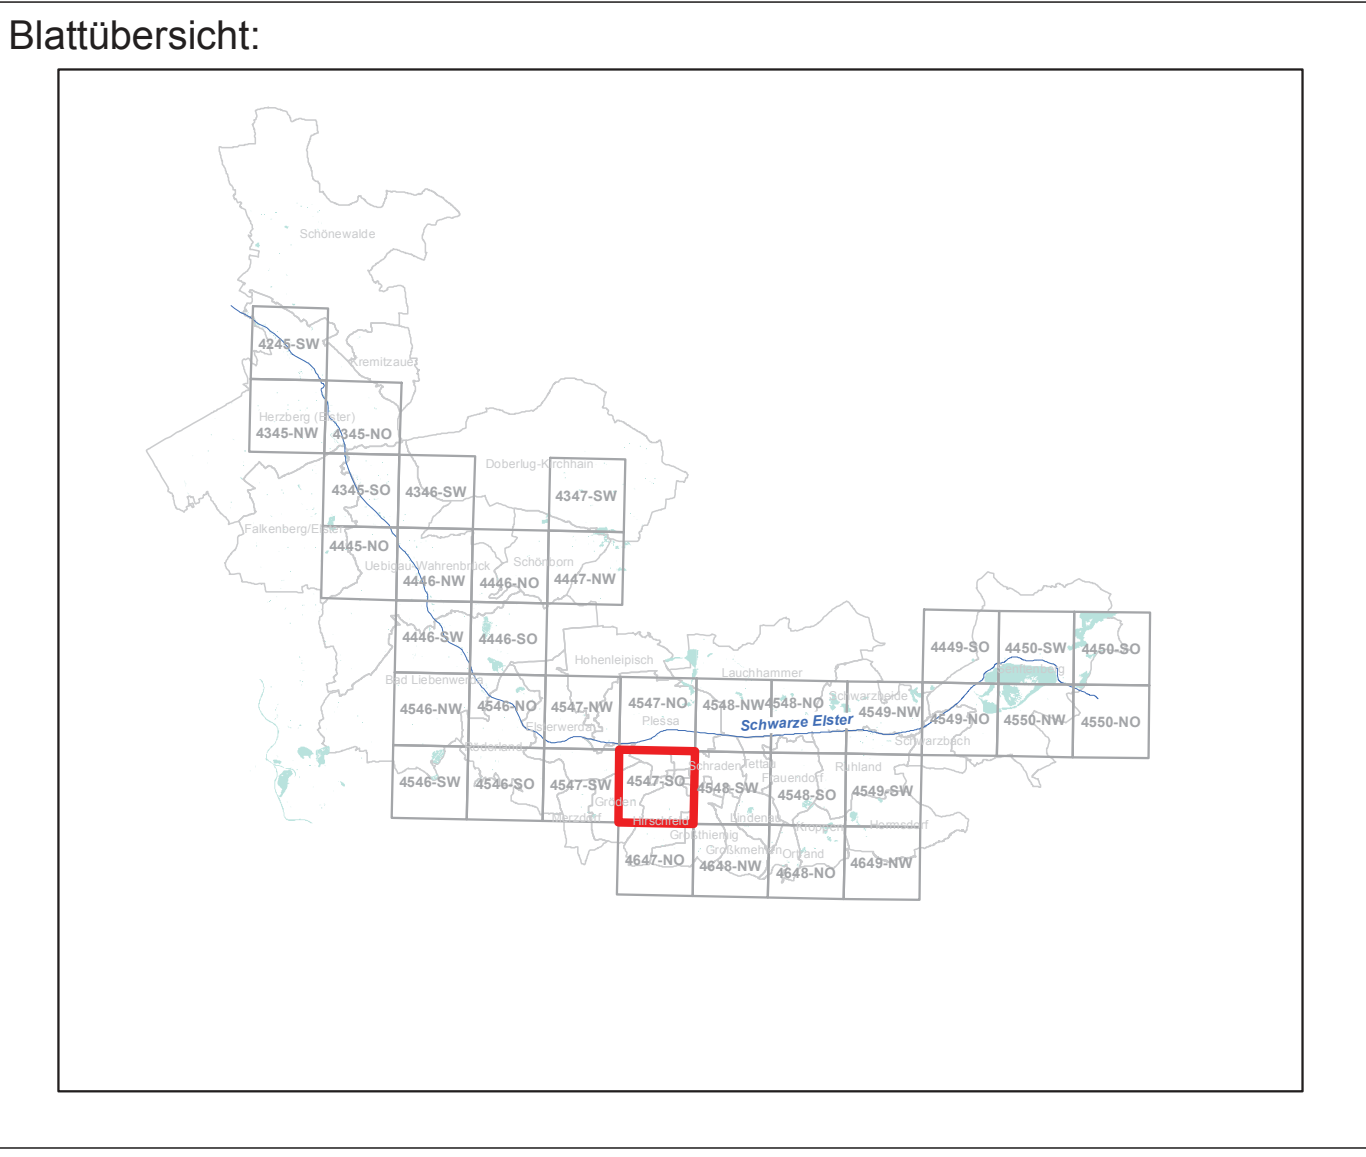 Blattübersicht:
Schönewalde
4245-SW
Kremitzaue
Herzberg (Elster)
4345-NW
4345-NO
Doberlug-Kirchhain
4345-SO
4346-SW
4347-SW
Falkenberg/Elster
4445-NO
Uebigau-Wahrenbrück
Schönborn
4446-NW
4446-NO
4447-NW
4446-SW
4446-SO
4449-SO
4450-SW
4450-SO
Hohenleipisch
Lauchhammer
Bad Liebenwerda
4546-NW
4546-NO
4547-NW
4547-NO
4548-NW
4548-NO
Schwarzheide
4549-NW
4549-NO
4550-NW
4550-NO
Elsterwerda
Plessa
Schwarze Elster
Schwarzbach
Röderland
Schraden
Tettau
Frauendorf
Ruhland
4546-SW
4546-SO
4547-SW
4547-SO
4548-SW
4548-SO
4549-SW
Gröden
Merzdorf
Hirschfeld
Lindenau
Kroppen
Hermsdorf
Großthiemig
Großkmehlen
Ortrand
4647-NO
4648-NW
4648-NO
4649-NW